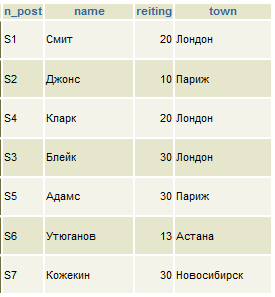 n_post name reiting town
S1 Смит 20 Лондон
S2 Джонс 10 Париж
S4 Кларк 20 Лондон
S3 Блейк 30 Лондон
S5 Адамс 30 Париж
S6 Утюганов 13 Астана
S7 Кожекин 30 Новосибирск